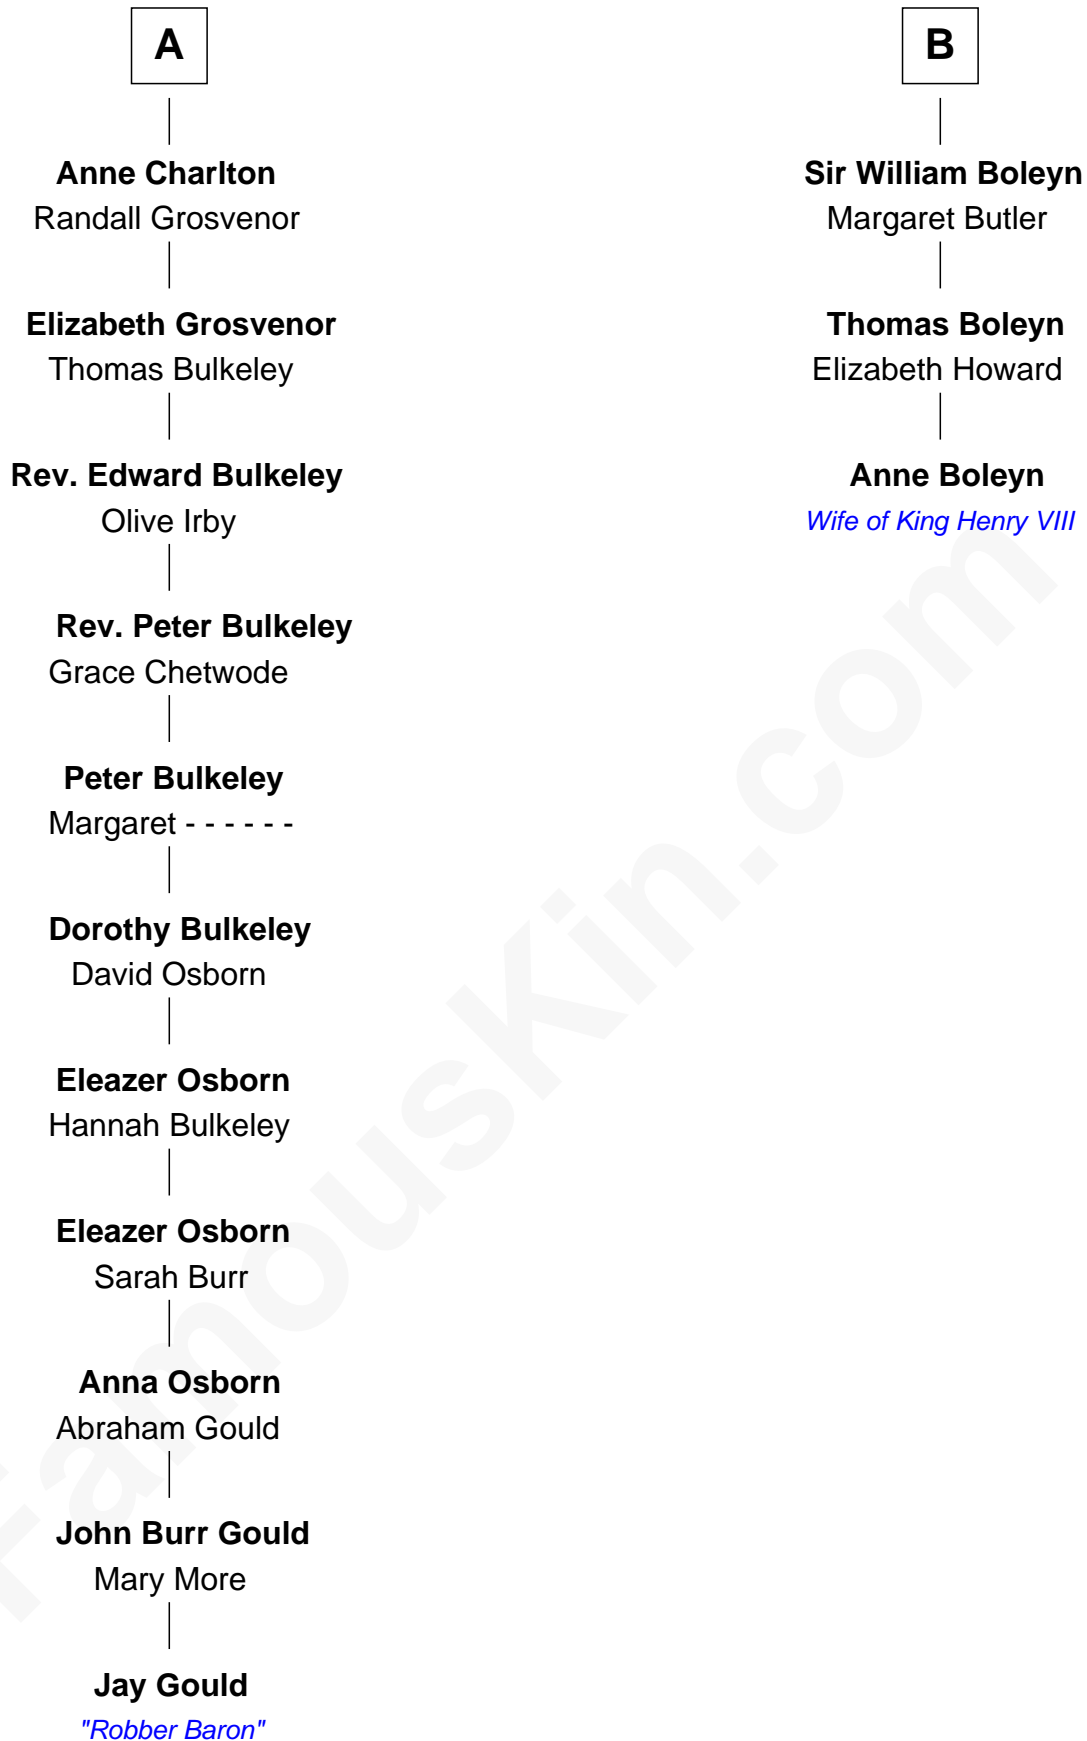 A
Anne Charlton
Randall Grosvenor
Elizabeth Grosvenor
Thomas Bulkeley
Rev. Edward Bulkeley
Olive Irby
Rev. Peter Bulkeley
Grace Chetwode
Peter Bulkeley
Margaret - - - - - -
Dorothy Bulkeley
David Osborn
Eleazer Osborn
Hannah Bulkeley
Eleazer Osborn
Sarah Burr
Anna Osborn
Abraham Gould
John Burr Gould
Mary More
Jay Gould
"Robber Baron"
B
Sir William Boleyn
Margaret Butler
Thomas Boleyn
Elizabeth Howard
Anne Boleyn
Wife of King Henry VIII
FamousKin.com